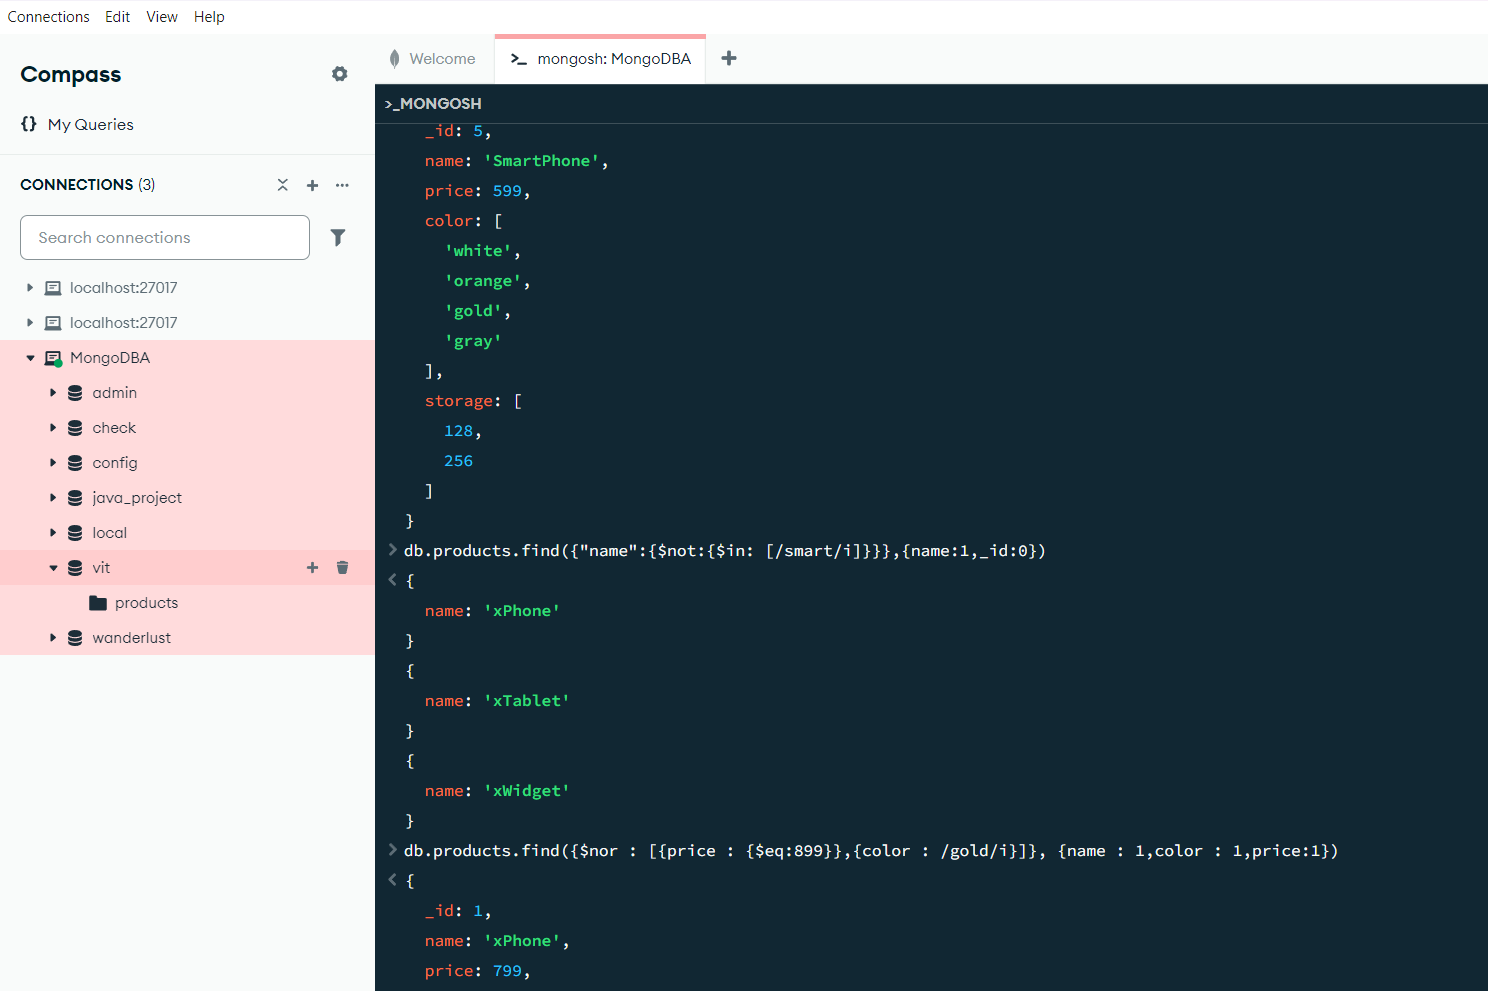 Connections Edit View Help
Compass
{} My Queries
CONNECTIONS (3)
Search connections
localhost:27017
localhost:27017
MongoDBA
admin
check
config
java_project
local
vit
products
wanderlust
Welcome
>_ mongosh: MongoDBA
>_MONGOSH
_id: 5,
name: 'SmartPhone',
price: 599,
color: [
'white',
'orange',
'gold',
'gray'
],
storage: [
128,
256
]
}
> db.products.find({"name":{$not:{$in: [/smart/i]}}},{name:1,_id:0})
< {
name: 'xPhone'
}
{
name: 'xTablet'
}
{
name: 'xWidget'
}
> db.products.find({$nor : [{price : {$eq:899}},{color : /gold/i}]}, {name : 1,color : 1,price:1})
< {
_id: 1,
name: 'xPhone',
price: 799,